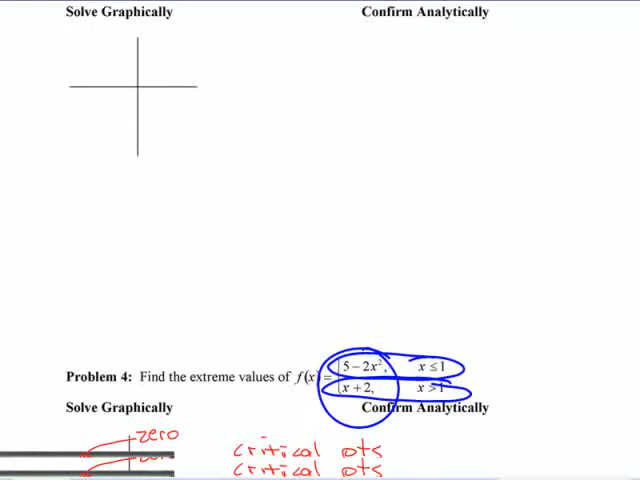 Solve Graphically Confirm Analytically
Problem 4: Find the extreme values of f(x) = { 5 − 2x², x ≤ 1
x + 2, x > 1
Solve Graphically Confirm Analytically
zero critical pts
critical pts